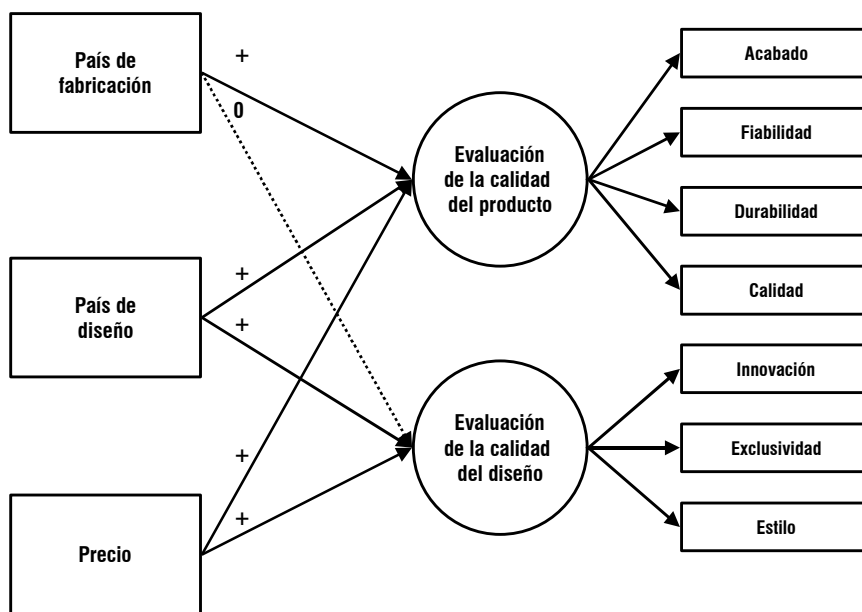 País de
fabricación
+
0
Evaluación
de la calidad
del producto
Acabado
Fiabilidad
Durabilidad
Calidad
País de
diseño
+
+
Evaluación
de la calidad
del diseño
Innovación
Exclusividad
Estilo
Precio
+
+